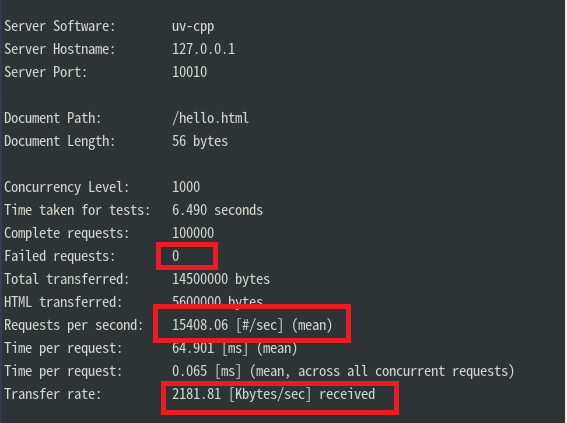 Server Software: uv-cpp
Server Hostname: 127.0.0.1
Server Port: 10010
Document Path: /hello.html
Document Length: 56 bytes
Concurrency Level: 1000
Time taken for tests: 6.490 seconds
Complete requests: 100000
Failed requests: 0
Total transferred: 14500000 bytes
HTML transferred: 5600000 bytes
Requests per second: 15408.06 [#/sec] (mean)
Time per request: 64.901 [ms] (mean)
Time per request: 0.065 [ms] (mean, across all concurrent requests)
Transfer rate: 2181.81 [Kbytes/sec] received